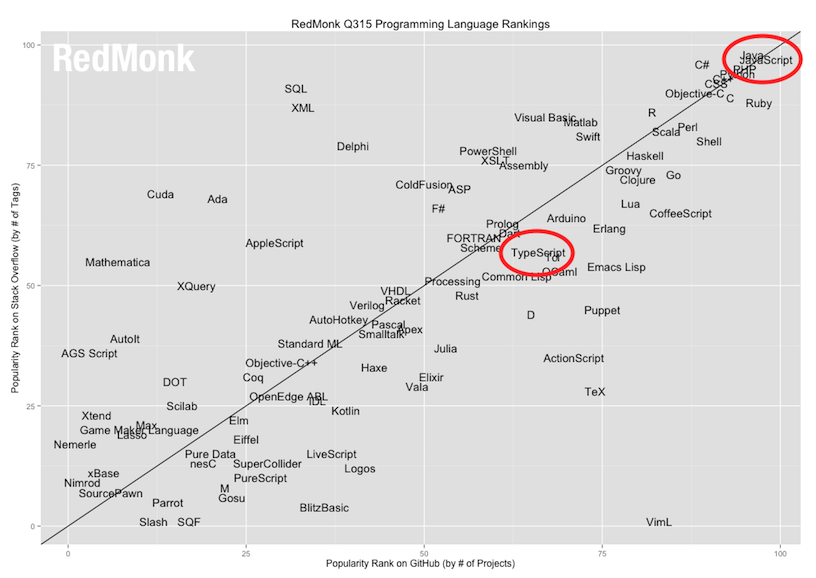 RedMonk Q315 Programming Language Rankings
RedMonk
100
75
50
25
0
Popularity Rank on Stack Overflow (by # of Tags)
Java
JavaScript
C#
PHP
Python
C++
CSS
SQL
Objective-C
C
Ruby
XML
R
Visual Basic
Matlab
Perl
Scala
Swift
Shell
Delphi
PowerShell
Haskell
XSLT
Assembly
Groovy
Go
Clojure
ColdFusion
ASP
Cuda
Ada
Lua
F#
CoffeeScript
Arduino
Prolog
Erlang
Dart
FORTRAN
AppleScript
Scheme
TypeScript
Tcl
Mathematica
Emacs Lisp
OCaml
Common Lisp
Processing
XQuery
VHDL
Rust
Racket
Verilog
Puppet
D
AutoHotkey
Pascal
Apex
Smalltalk
AutoIt
Standard ML
Julia
AGS Script
ActionScript
Objective-C++
Haxe
Coq
Elixir
DOT
Vala
TeX
OpenEdge ABL
IDL
Scilab
Kotlin
Xtend
Elm
Max
Game Maker Language
Lasso
Eiffel
Nemerle
Pure Data
LiveScript
nesC
SuperCollider
Logos
xBase
PureScript
Nimrod
M
SourcePawn
Gosu
Parrot
BlitzBasic
Slash
SQF
VimL
0
25
50
75
100
Popularity Rank on GitHub (by # of Projects)